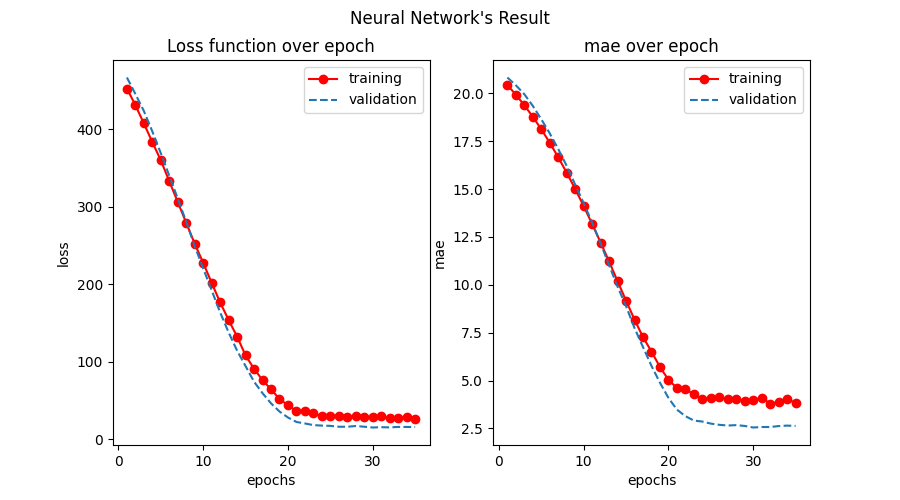 Neural Network's Result
Loss function over epoch
training
validation
400
300
200
100
0
0 10 20 30
loss
epochs
mae over epoch
training
validation
20.0
17.5
15.0
12.5
10.0
7.5
5.0
2.5
0 10 20 30
mae
epochs